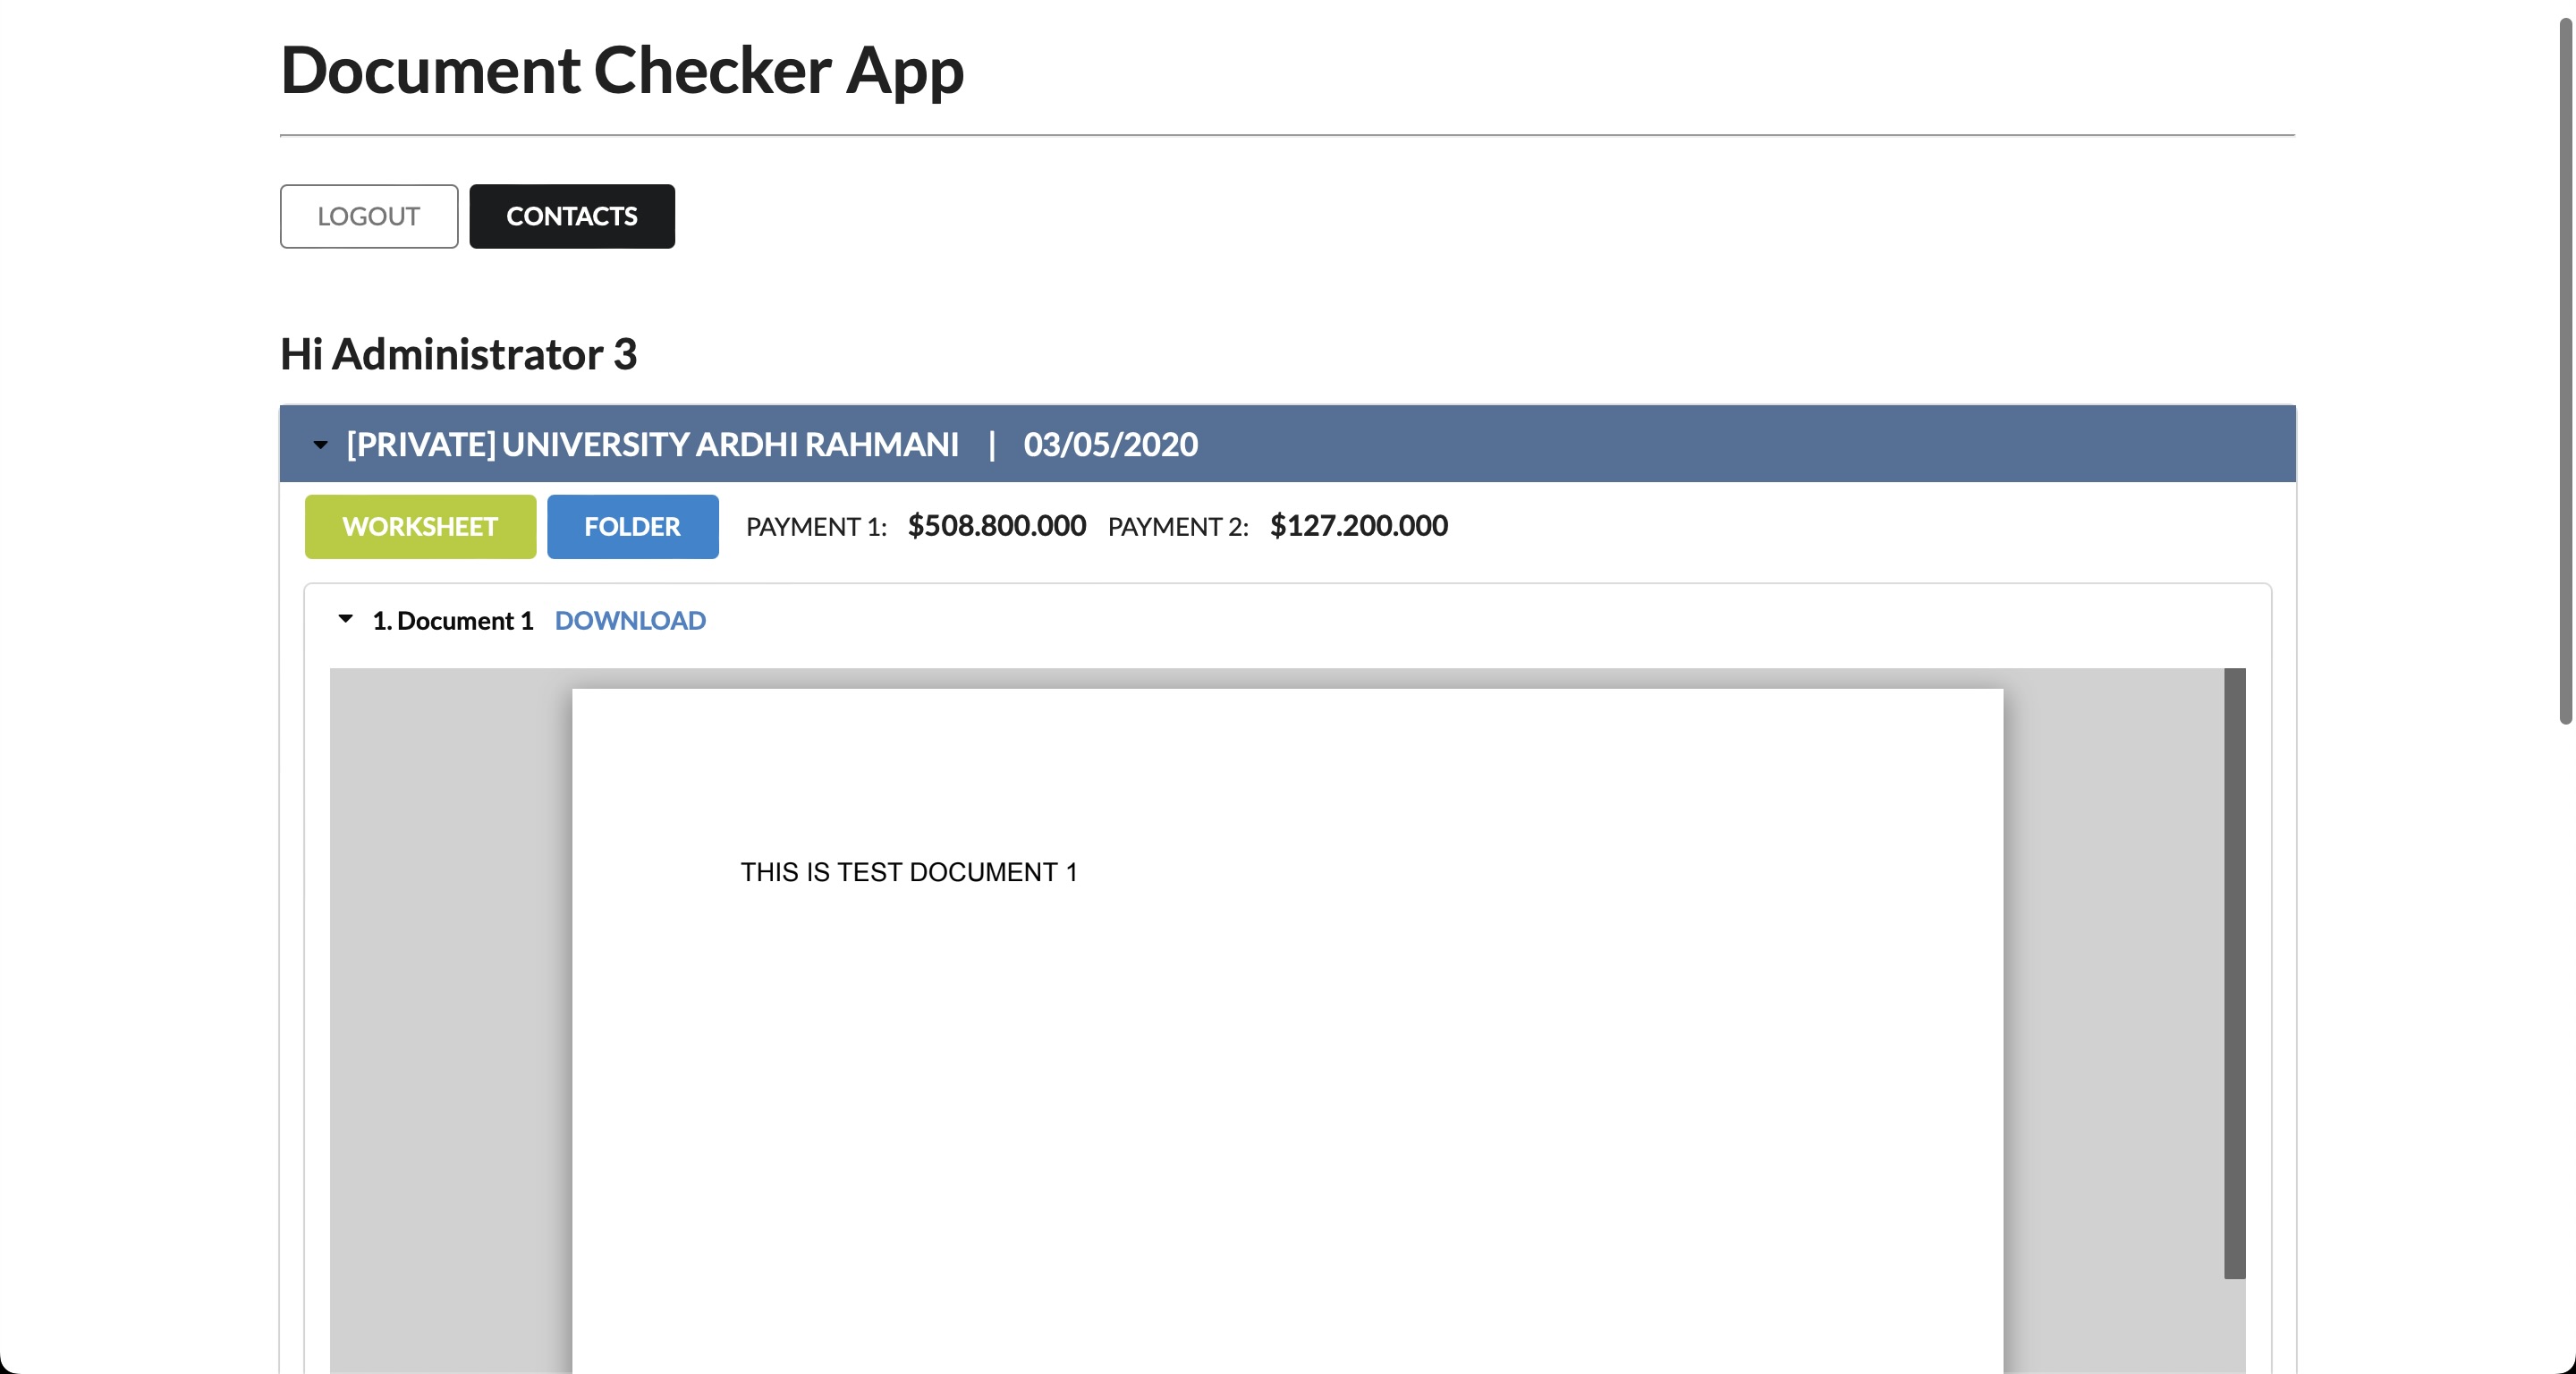 Document Checker App
LOGOUT CONTACTS
Hi Administrator 3
[PRIVATE] UNIVERSITY ARDHI RAHMANI | 03/05/2020
WORKSHEET FOLDER PAYMENT 1: $508.800.000 PAYMENT 2: $127.200.000
1. Document 1 DOWNLOAD
THIS IS TEST DOCUMENT 1